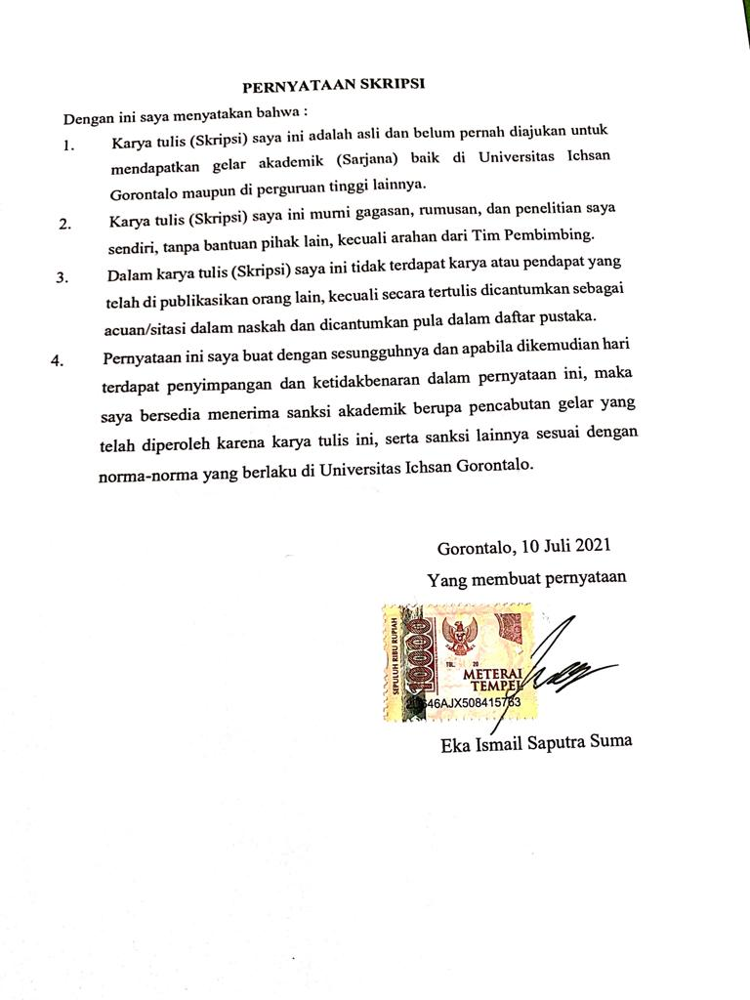 PERNYATAAN SKRIPSI
Dengan ini saya menyatakan bahwa :
1. Karya tulis (Skripsi) saya ini adalah asli dan belum pernah diajukan untuk
mendapatkan gelar akademik (Sarjana) baik di Universitas Ichsan
Gorontalo maupun di perguruan tinggi lainnya.
2. Karya tulis (Skripsi) saya ini murni gagasan, rumusan, dan penelitian saya
sendiri, tanpa bantuan pihak lain, kecuali arahan dari Tim Pembimbing.
3. Dalam karya tulis (Skripsi) saya ini tidak terdapat karya atau pendapat yang
telah di publikasikan orang lain, kecuali secara tertulis dicantumkan sebagai
acuan/sitasi dalam naskah dan dicantumkan pula dalam daftar pustaka.
4. Pernyataan ini saya buat dengan sesungguhnya dan apabila dikemudian hari
terdapat penyimpangan dan ketidakbenaran dalam pernyataan ini, maka
saya bersedia menerima sanksi akademik berupa pencabutan gelar yang
telah diperoleh karena karya tulis ini, serta sanksi lainnya sesuai dengan
norma-norma yang berlaku di Universitas Ichsan Gorontalo.
Gorontalo, 10 Juli 2021
Yang membuat pernyataan
SEPULUH RIBU RUPIAH
10000
TGL. 20
METERAI
TEMPEL
Eka Ismail Saputra Suma